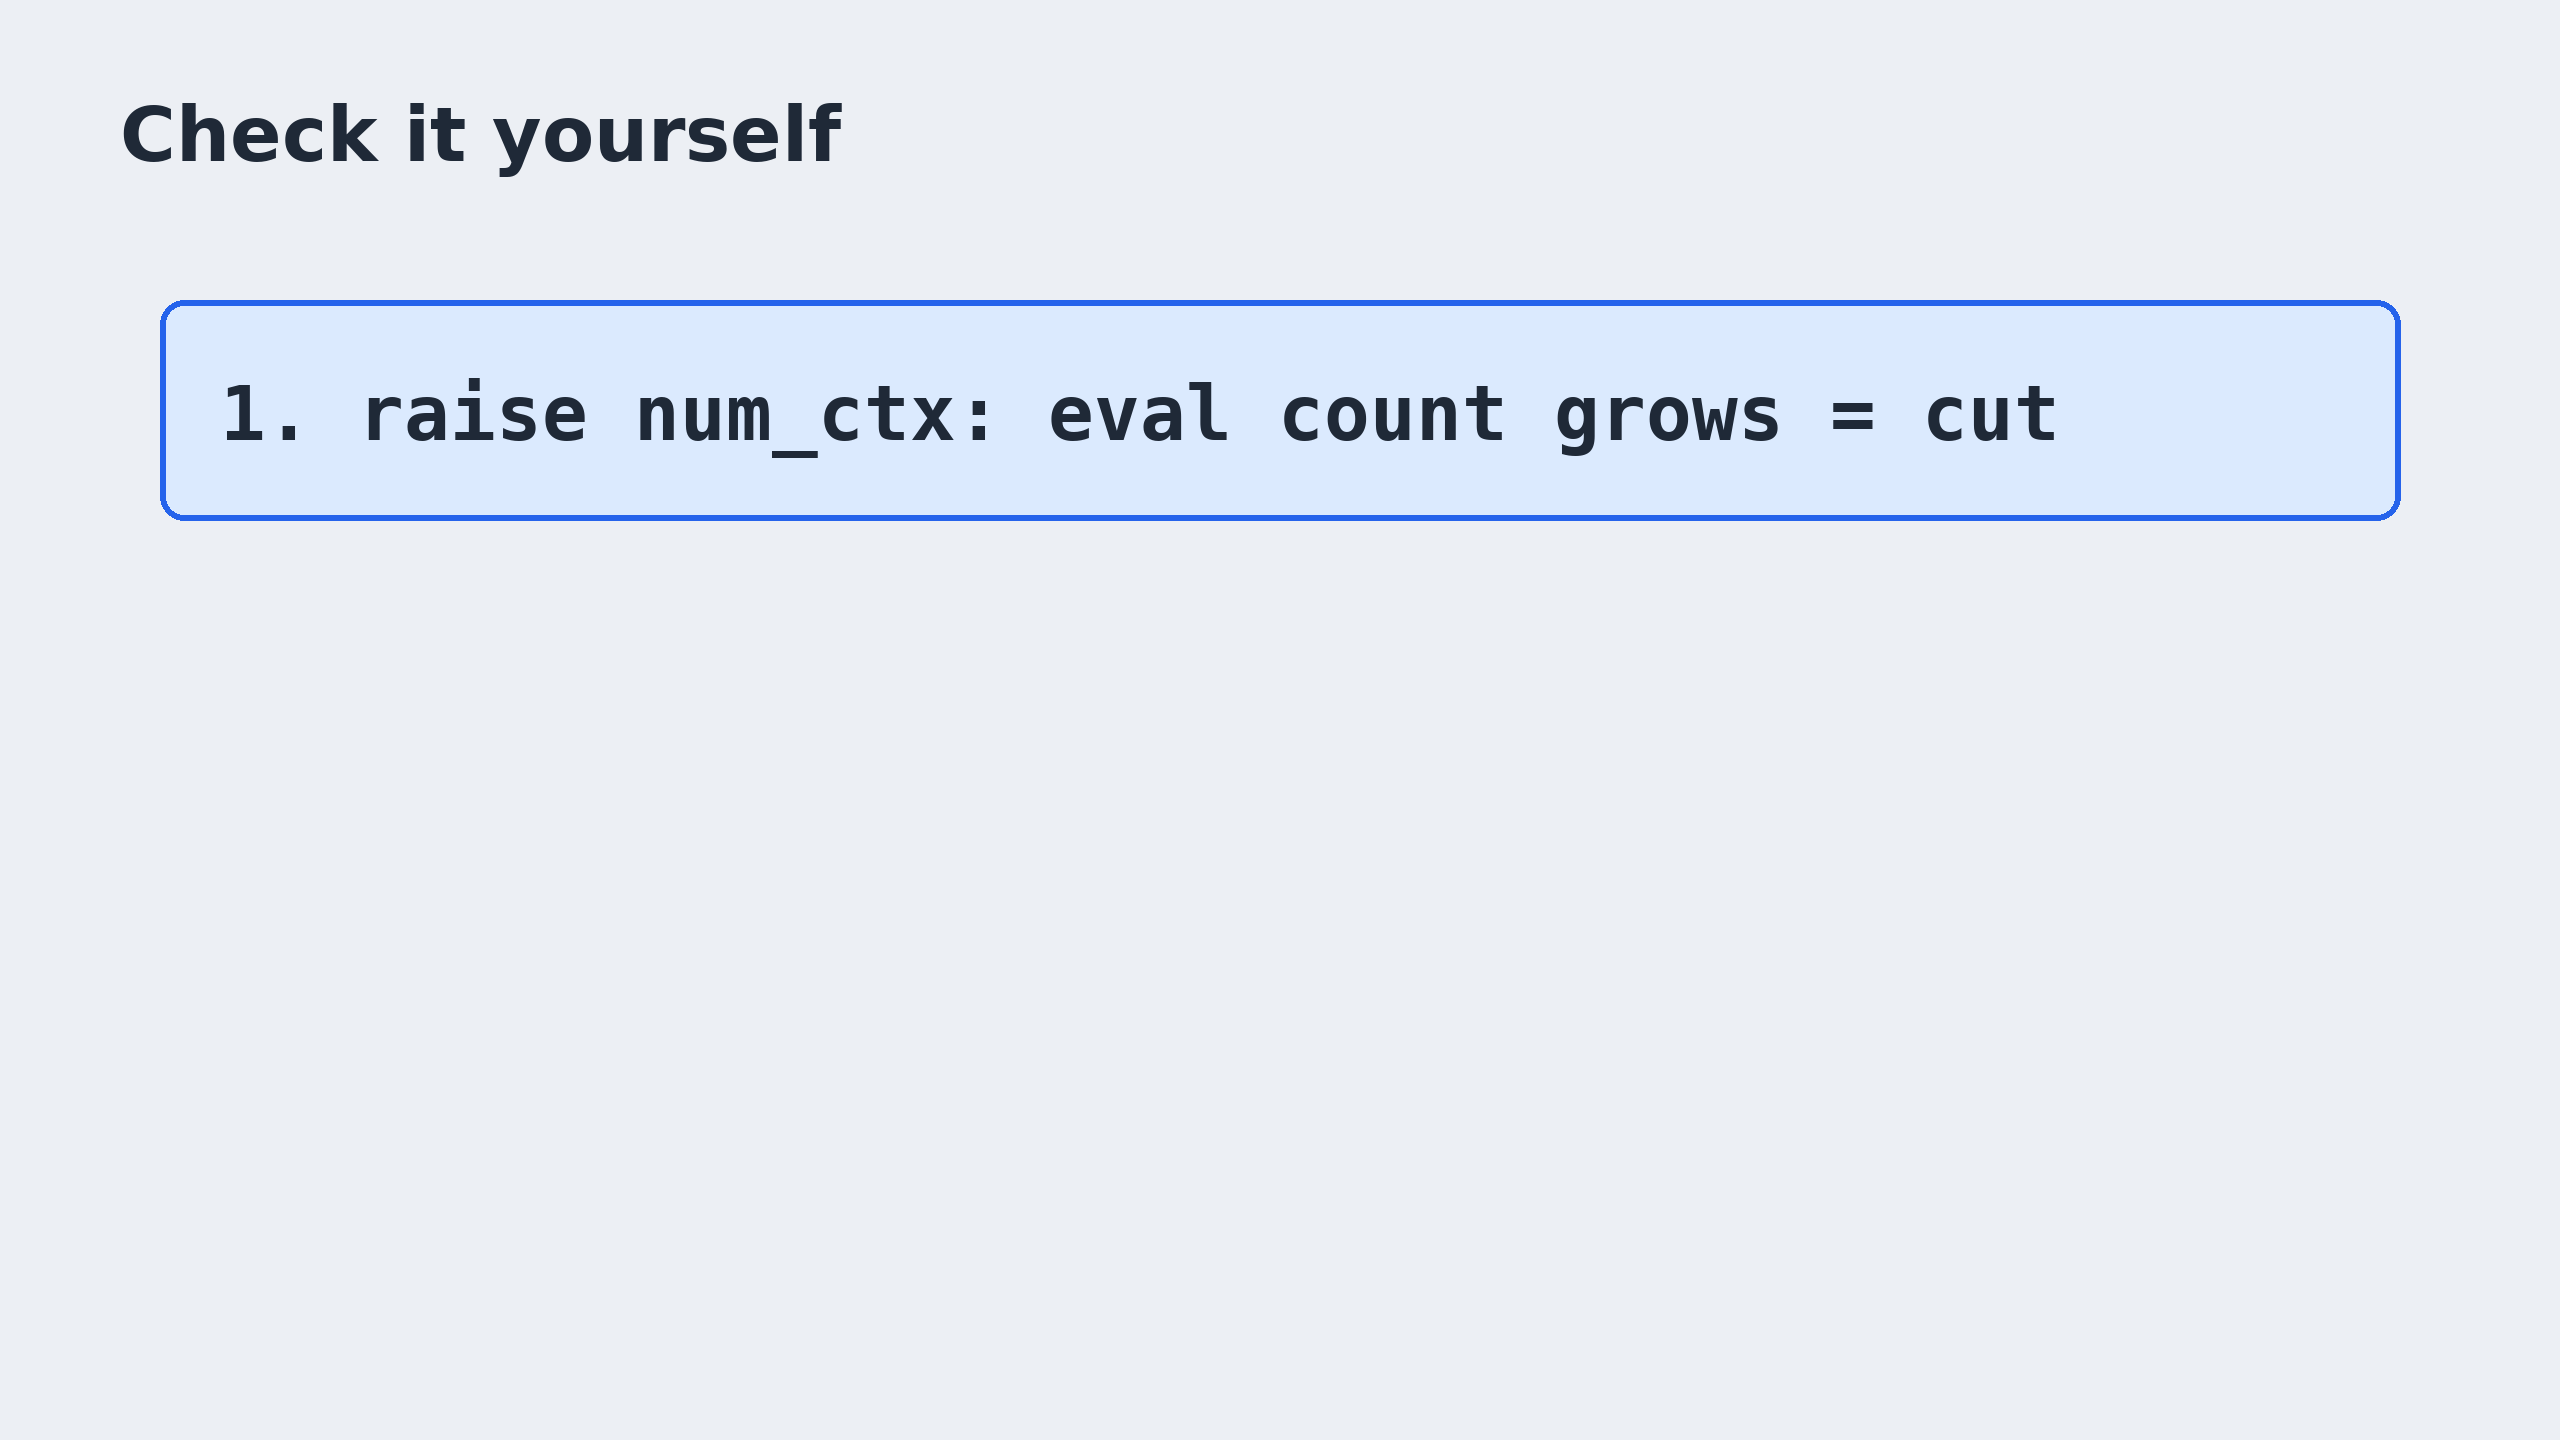 Check it yourself
1. raise num_ctx: eval count grows = cut